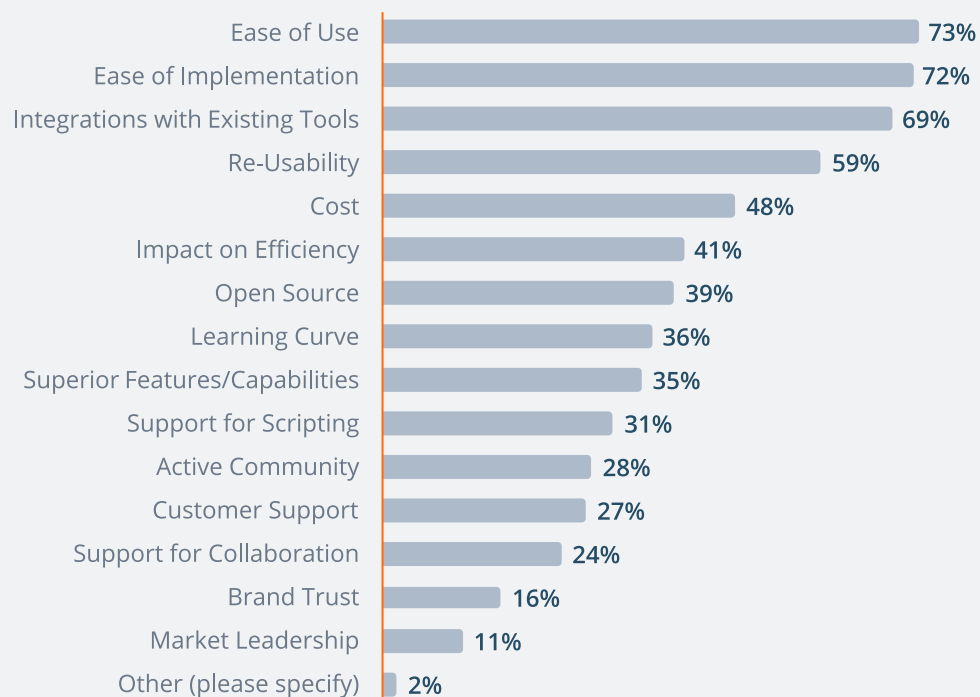 Ease of Use 73%
Ease of Implementation 72%
Integrations with Existing Tools 69%
Re-Usability 59%
Cost 48%
Impact on Efficiency 41%
Open Source 39%
Learning Curve 36%
Superior Features/Capabilities 35%
Support for Scripting 31%
Active Community 28%
Customer Support 27%
Support for Collaboration 24%
Brand Trust 16%
Market Leadership 11%
Other (please specify) 2%